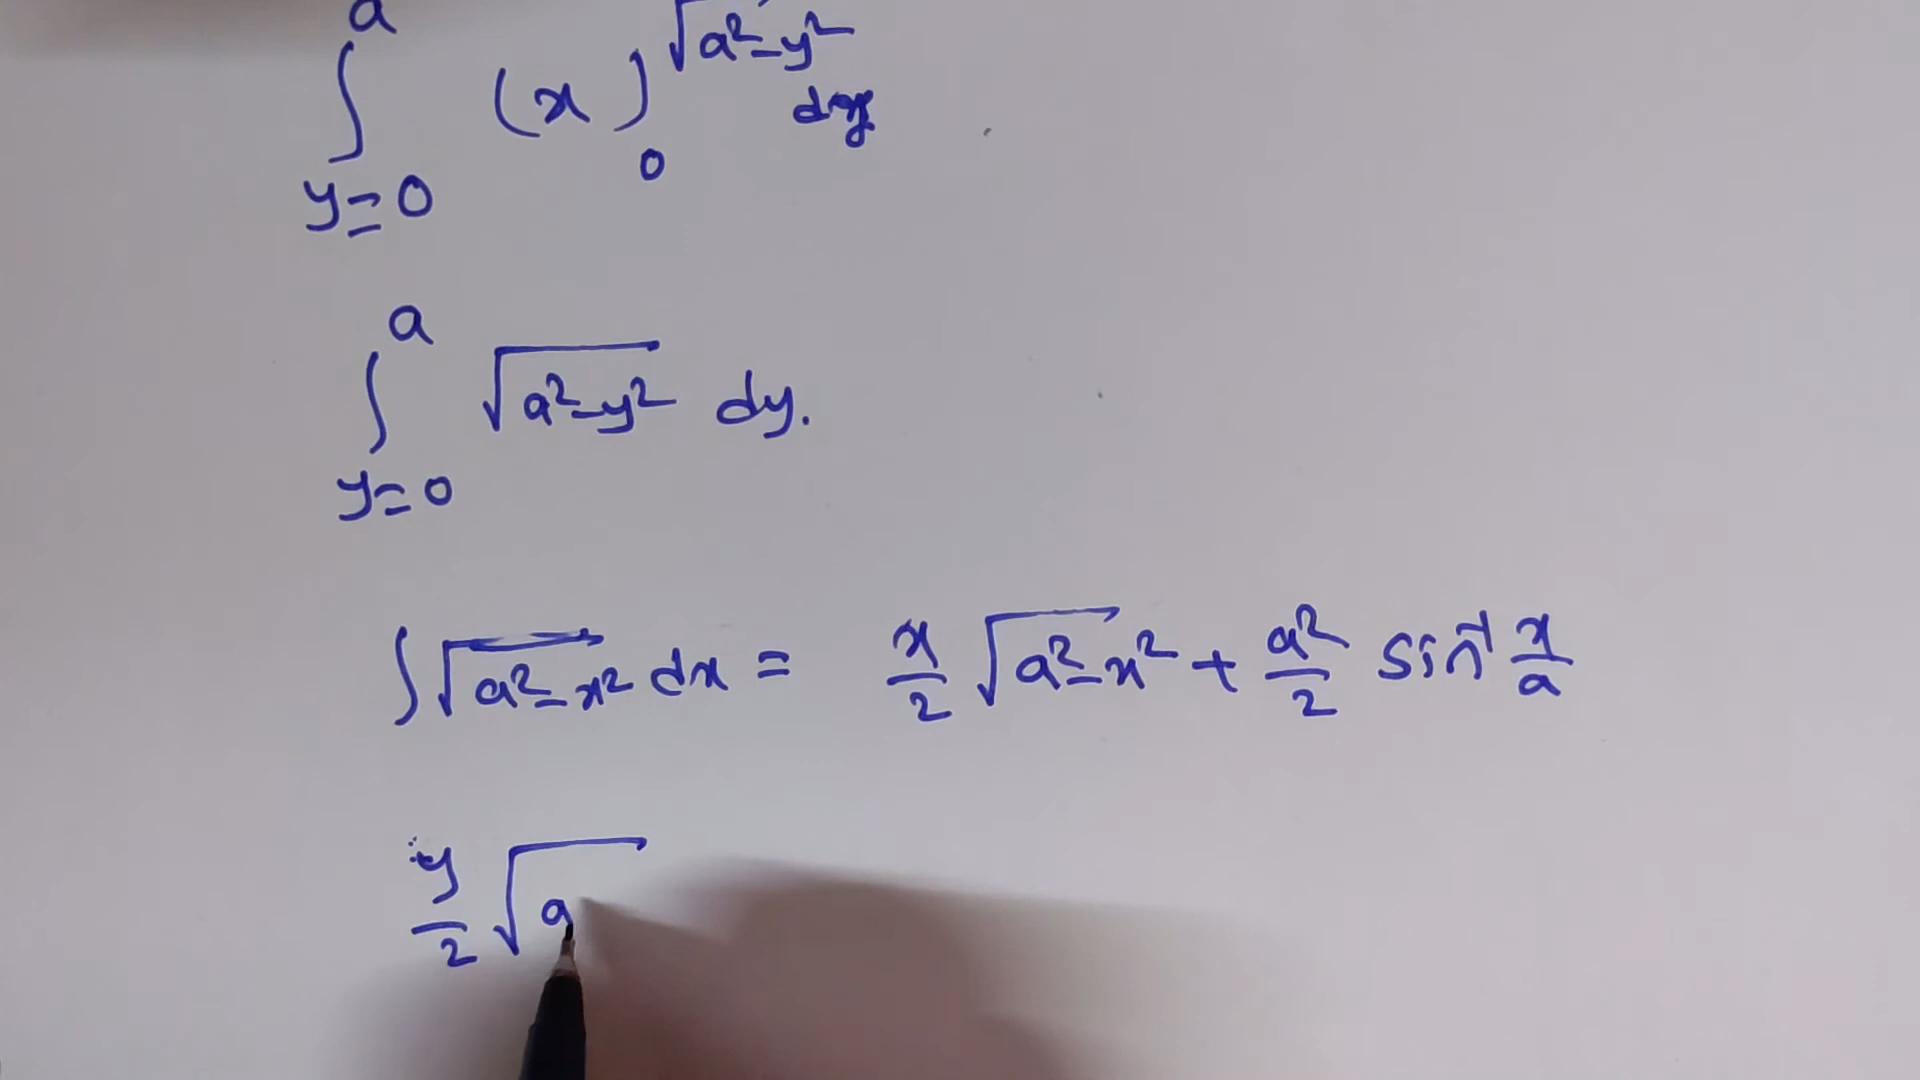 ∫_{y=0}^{a} (x)_{0}^{√a²-y²} dy
∫_{y=0}^{a} √a²-y² dy.
∫√a²-x² dx = x/2 √a²-x² + a²/2 sin⁻¹ x/a
y/2 √a